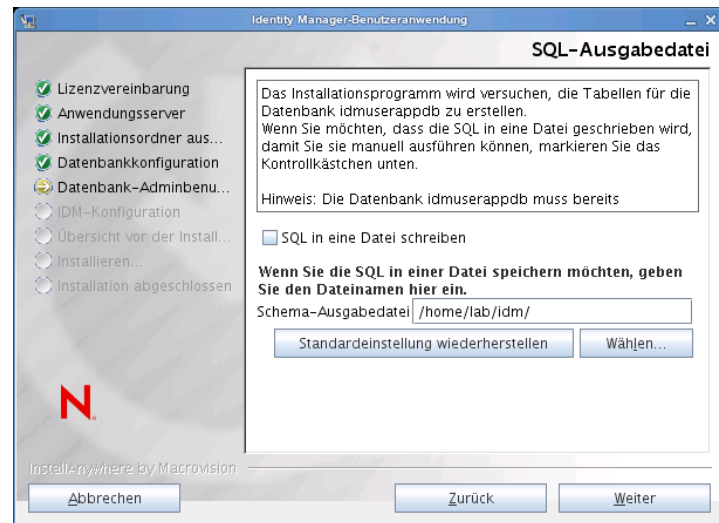 Identity Manager-Benutzeranwendung
SQL-Ausgabedatei
Lizenzvereinbarung
Anwendungsserver
Installationsordner aus...
Datenbankkonfiguration
Datenbank-Adminbenu...
IDM-Konfiguration
Übersicht vor der Install...
Installieren...
Installation abgeschlossen
Das Installationsprogramm wird versuchen, die Tabellen für die
Datenbank idmuserappdb zu erstellen.
Wenn Sie möchten, dass die SQL in eine Datei geschrieben wird,
damit Sie sie manuell ausführen können, markieren Sie das
Kontrollkästchen unten.
Hinweis: Die Datenbank idmuserappdb muss bereits
SQL in eine Datei schreiben
Wenn Sie die SQL in einer Datei speichern möchten, geben
Sie den Dateinamen hier ein.
Schema-Ausgabedatei /home/lab/idm/
Standardeinstellung wiederherstellen Wählen...
N
InstallAnywhere by Macrovision
Abbrechen Zurück Weiter